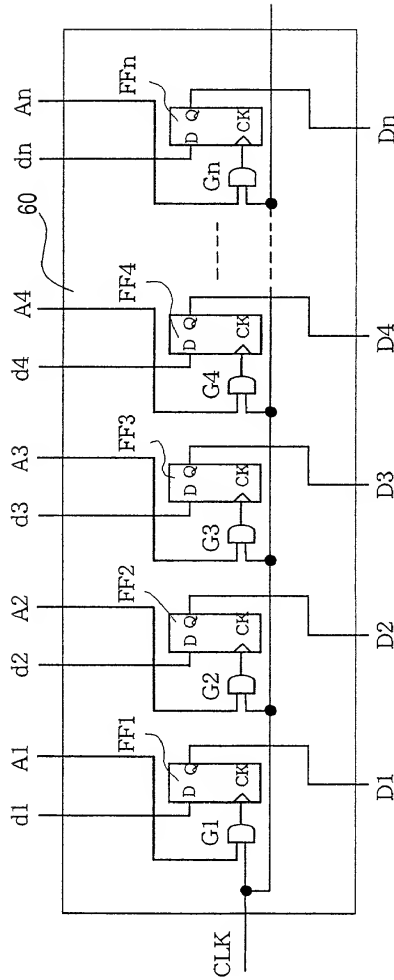 60
d1 A1 d2 A2 d3 A3 d4 A4 dn An
FF1 FF2 FF3 FF4 FFn
D Q D Q D Q D Q D Q
CK CK CK CK CK
G1 G2 G3 G4 Gn
CLK
D1 D2 D3 D4 Dn